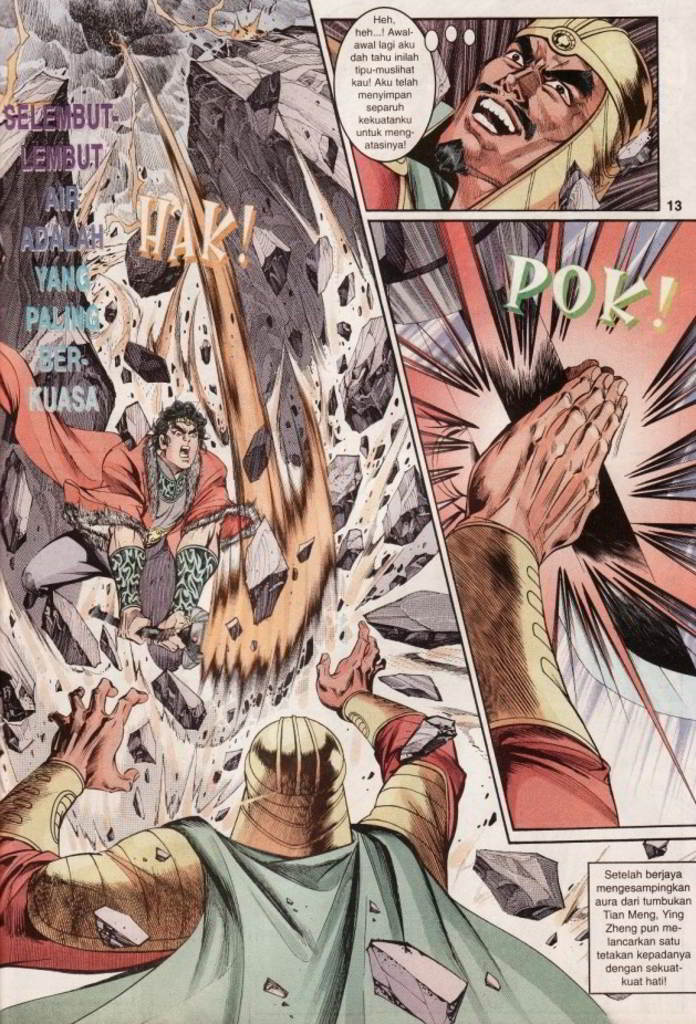 SELEMBUT-
LEMBUT
AIR
ADALAH
YANG
PALING
BER-
KUASA
HAK!
Heh,
heh...! Awal-
awal lagi aku
dah tahu inilah
tipu-muslihat
kau! Aku telah
menyimpan
separuh
kekuatanku
untuk meng-
atasinya!
13
POK!
Setelah berjaya
mengesampingkan
aura dari tumbukan
Tian Meng, Ying
Zheng pun me-
lancarkan satu
tetakan kepadanya
dengan sekuat-
kuat hati!